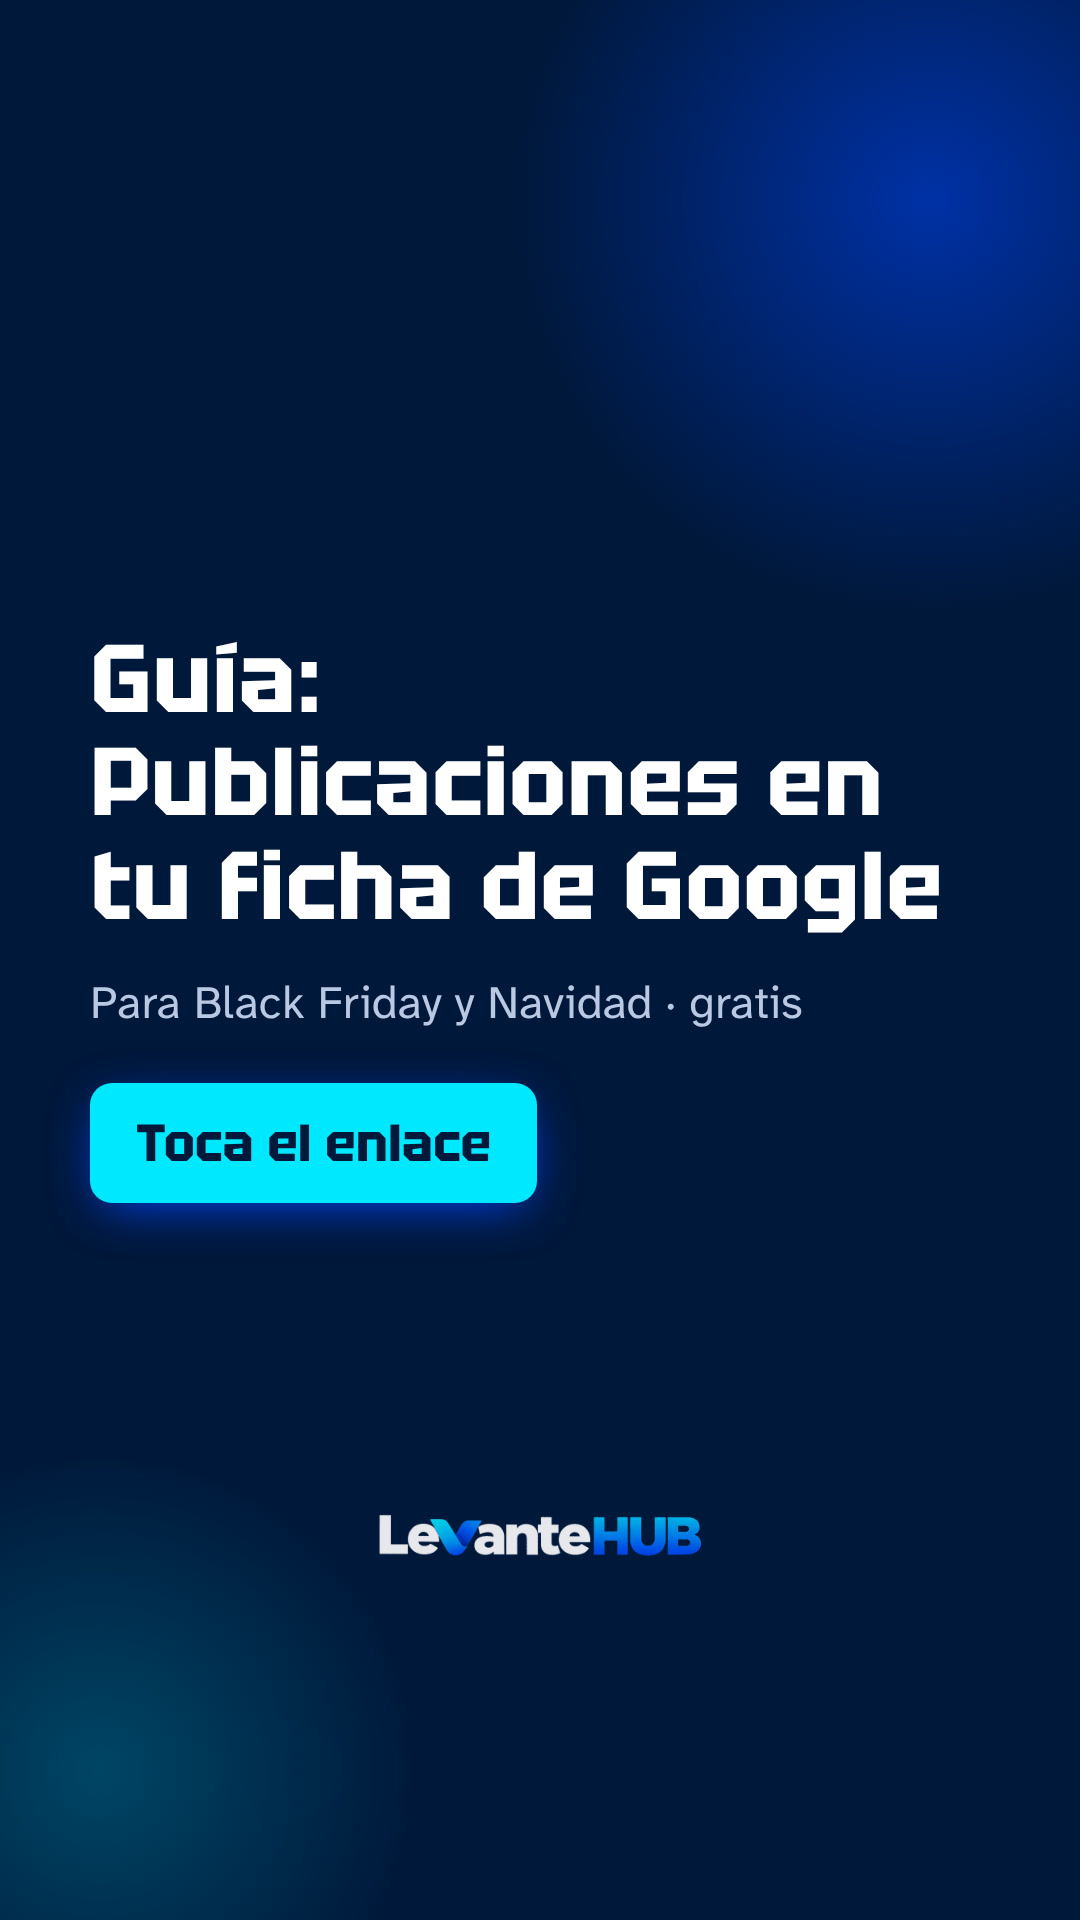 Guía:
Publicaciones en
tu ficha de Google
Para Black Friday y Navidad · gratis
Toca el enlace
LevanteHUB